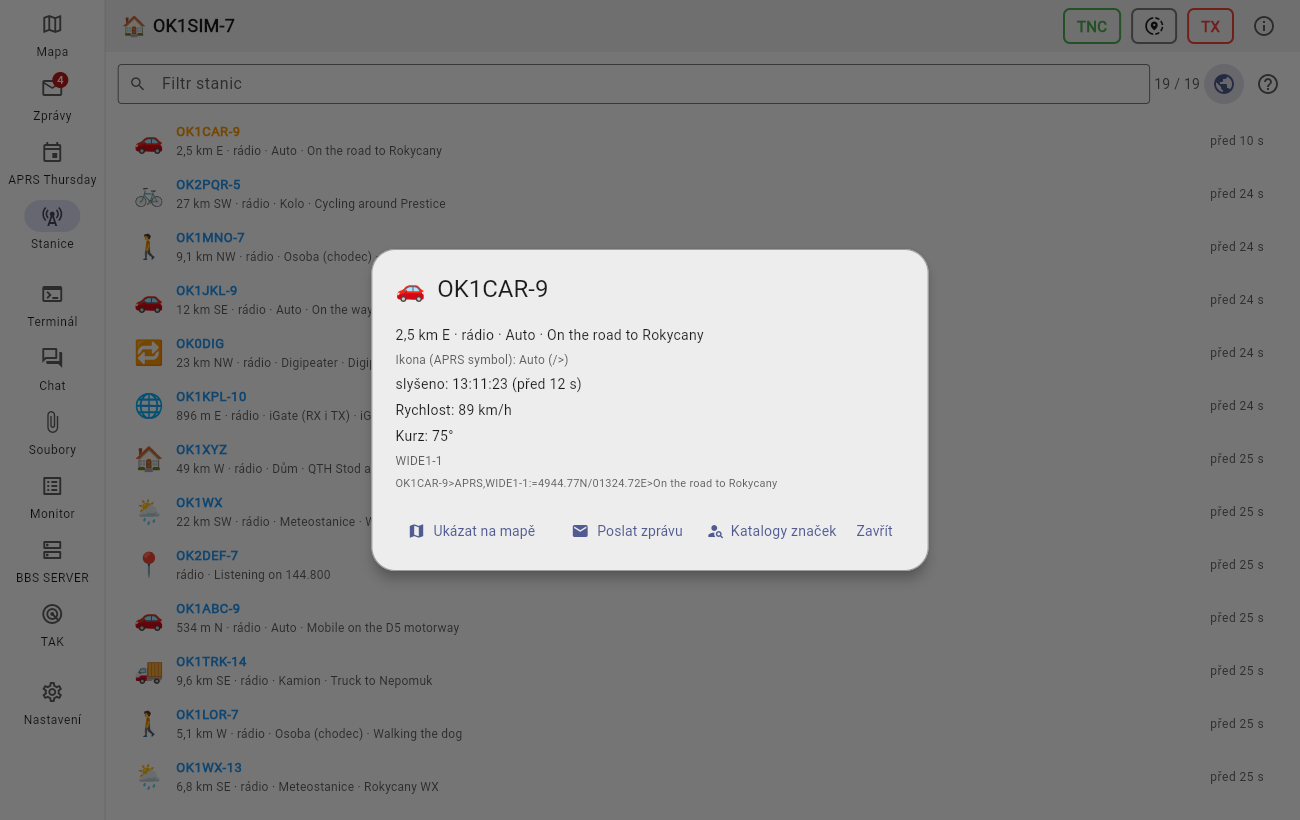 OK1SIM-7
TNC
TX
Mapa
4
Zprávy
APRS Thursday
Stanice
Terminál
Chat
Soubory
Monitor
BBS SERVER
TAK
Nastavení
Filtr stanic
19 / 19
OK1CAR-9
2,5 km E · rádio · Auto · On the road to Rokycany
před 10 s
OK2PQR-5
27 km SW · rádio · Kolo · Cycling around Prestice
před 24 s
OK1MNO-7
9,1 km NW · rádio · Osoba (chodec) ·
před 24 s
OK1JKL-9
12 km SE · rádio · Auto · On the way
před 24 s
OK0DIG
23 km NW · rádio · Digipeater · Digip
před 24 s
OK1KPL-10
896 m E · rádio · iGate (RX i TX) · iG
před 24 s
OK1XYZ
49 km W · rádio · Dům · QTH Stod a
před 25 s
OK1WX
22 km SW · rádio · Meteostanice · W
před 25 s
OK2DEF-7
rádio · Listening on 144.800
před 25 s
OK1ABC-9
534 m N · rádio · Auto · Mobile on the D5 motorway
před 25 s
OK1TRK-14
9,6 km SE · rádio · Kamion · Truck to Nepomuk
před 25 s
OK1LOR-7
5,1 km W · rádio · Osoba (chodec) · Walking the dog
před 25 s
OK1WX-13
6,8 km SE · rádio · Meteostanice · Rokycany WX
před 25 s
OK1CAR-9
2,5 km E · rádio · Auto · On the road to Rokycany
Ikona (APRS symbol): Auto (/>)
slyšeno: 13:11:23 (před 12 s)
Rychlost: 89 km/h
Kurz: 75°
WIDE1-1
OK1CAR-9>APRS,WIDE1-1:=4944.77N/01324.72E>On the road to Rokycany
Ukázat na mapě
Poslat zprávu
Katalogy značek
Zavřít